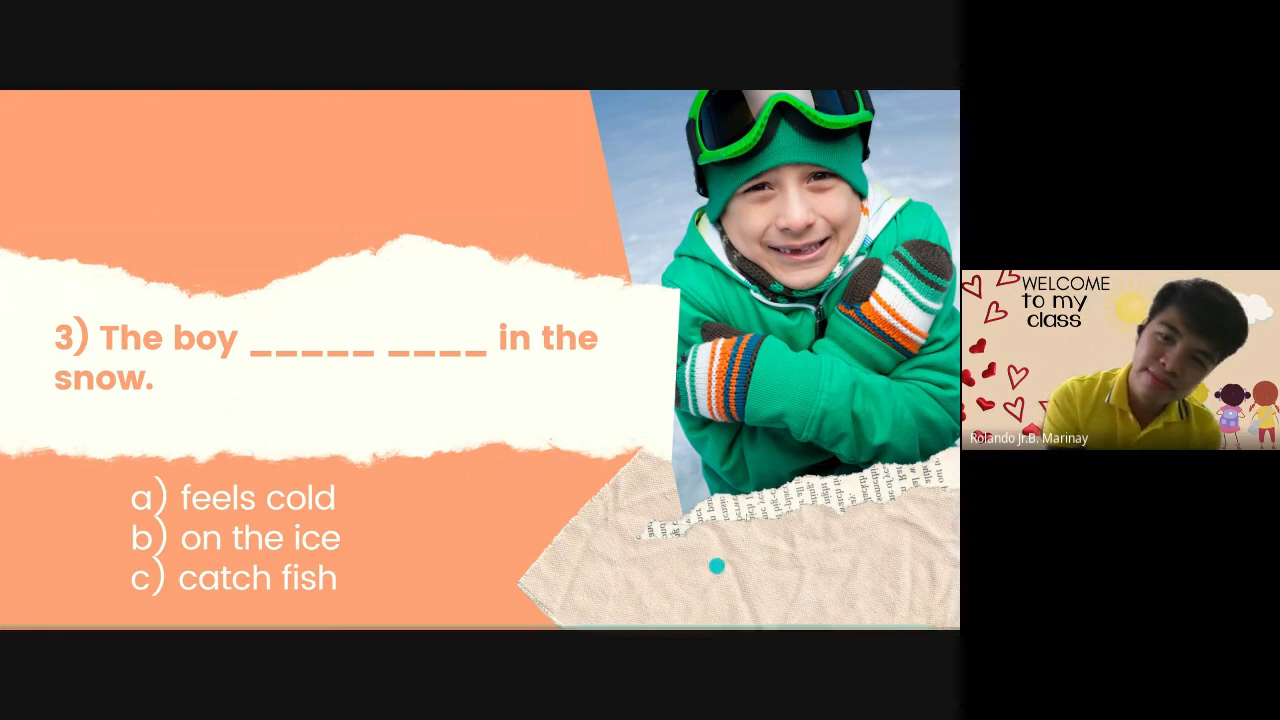 3) The boy _____ ____ in the
snow.
a) feels cold
b) on the ice
c) catch fish
WELCOME
to my
class
Rolando Jr.B. Marinay